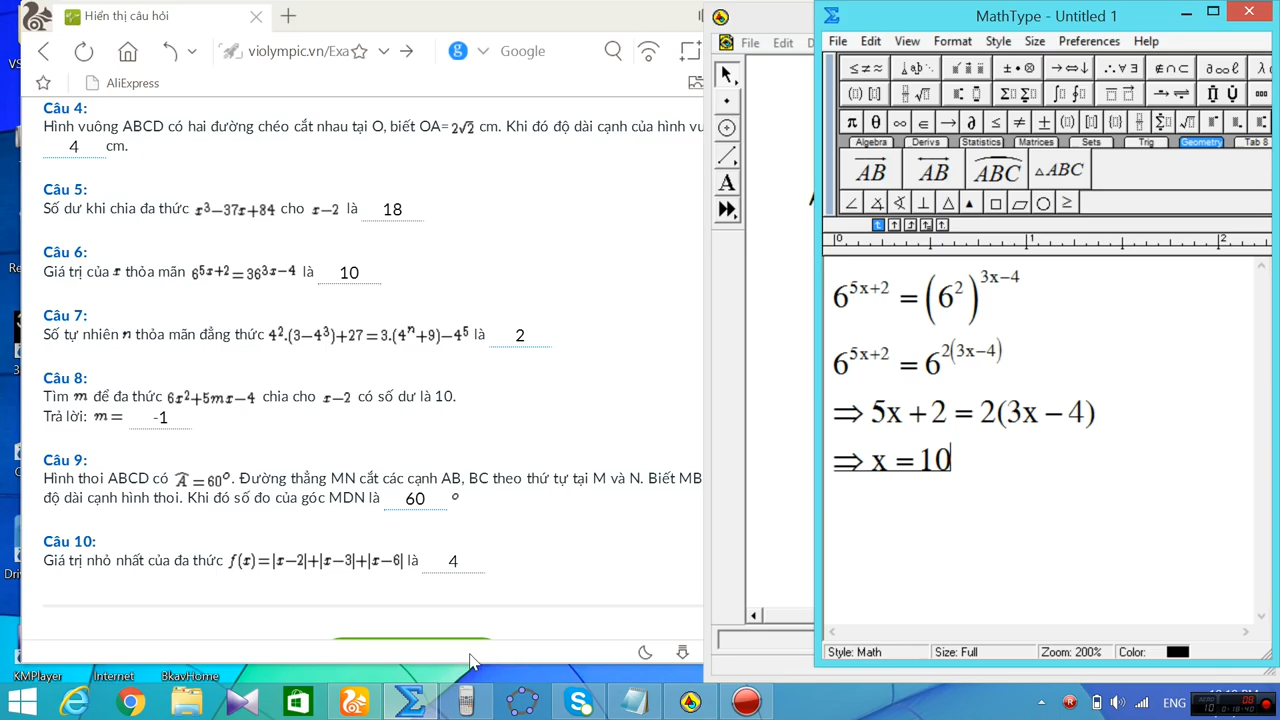 Hiển thị câu hỏi
violympic.vn/Exa
Google
AliExpress
Câu 4:
Hình vuông ABCD có hai đường chéo cắt nhau tại O, biết OA=2√2 cm. Khi đó độ dài cạnh của hình vu
4 cm.
Câu 5:
Số dư khi chia đa thức x³−37x+84 cho x−2 là 18
Câu 6:
Giá trị của x thỏa mãn 6^(5x+2)=36^(3x−4) là 10
Câu 7:
Số tự nhiên n thỏa mãn đẳng thức 4².(3−4³)+27=3.(4ⁿ+9)−4⁵ là 2
Câu 8:
Tìm m để đa thức 6x²+5mx−4 chia cho x−2 có số dư là 10.
Trả lời: m= -1
Câu 9:
Hình thoi ABCD có Â=60°. Đường thẳng MN cắt các cạnh AB, BC theo thứ tự tại M và N. Biết MB
độ dài cạnh hình thoi. Khi đó số đo của góc MDN là 60 °
Câu 10:
Giá trị nhỏ nhất của đa thức f(x)=|x−2|+|x−3|+|x−6| là 4
File Edit
MathType - Untitled 1
File Edit View Format Style Size Preferences Help
Algebra Derivs Statistics Matrices Sets Trig Geometry Tab 8
AB AB ABC △ABC
0 1 2
6^(5x+2) = (6²)^(3x−4)
6^(5x+2) = 6^(2(3x−4))
⇒ 5x + 2 = 2(3x − 4)
⇒ x = 10
Style: Math Size: Full Zoom: 200% Color:
KMPlayer Internet BkavHome
ENG